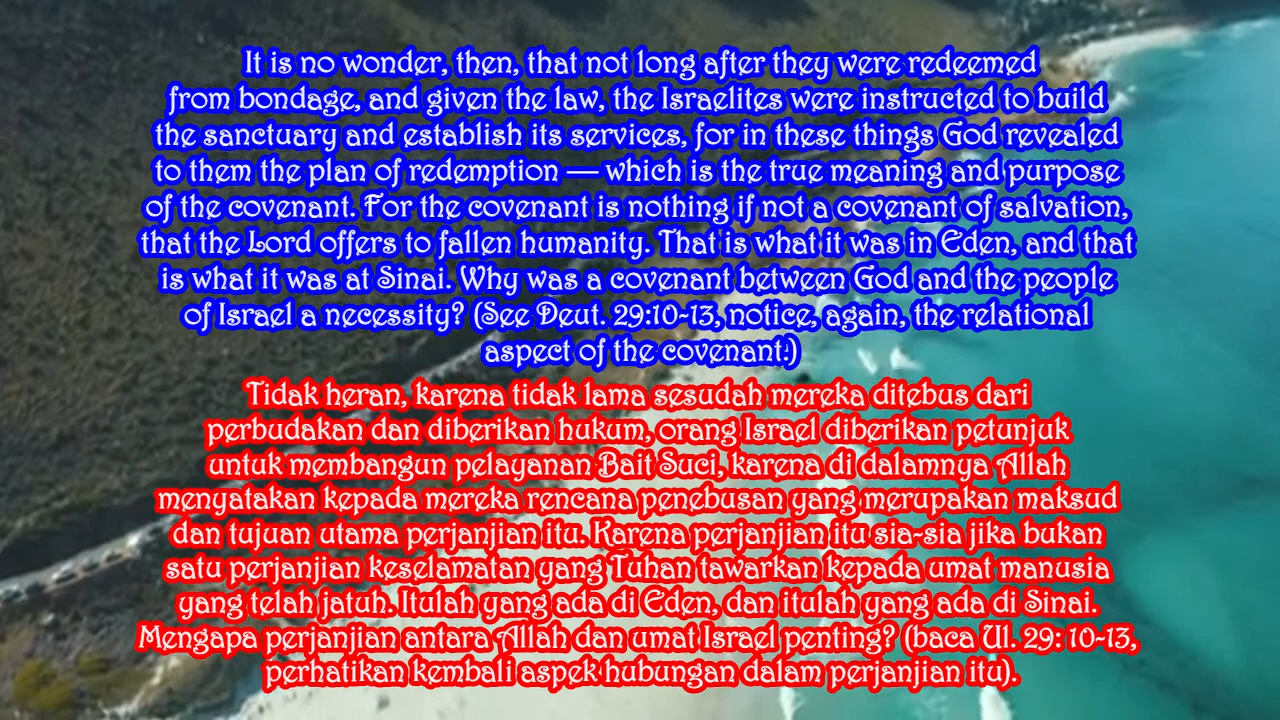 It is no wonder, then, that not long after they were redeemed
from bondage, and given the law, the Israelites were instructed to build
the sanctuary and establish its services, for in these things God revealed
to them the plan of redemption — which is the true meaning and purpose
of the covenant. For the covenant is nothing if not a covenant of salvation,
that the Lord offers to fallen humanity. That is what it was in Eden, and that
is what it was at Sinai. Why was a covenant between God and the people
of Israel a necessity? (See Deut. 29:10-13, notice, again, the relational
aspect of the covenant.)
Tidak heran, karena tidak lama sesudah mereka ditebus dari
perbudakan dan diberikan hukum, orang Israel diberikan petunjuk
untuk membangun pelayanan Bait Suci, karena di dalamnya Allah
menyatakan kepada mereka rencana penebusan yang merupakan maksud
dan tujuan utama perjanjian itu. Karena perjanjian itu sia-sia jika bukan
satu perjanjian keselamatan yang Tuhan tawarkan kepada umat manusia
yang telah jatuh. Itulah yang ada di Eden, dan itulah yang ada di Sinai.
Mengapa perjanjian antara Allah dan umat Israel penting? (baca Ul. 29: 10-13,
perhatikan kembali aspek hubungan dalam perjanjian itu).